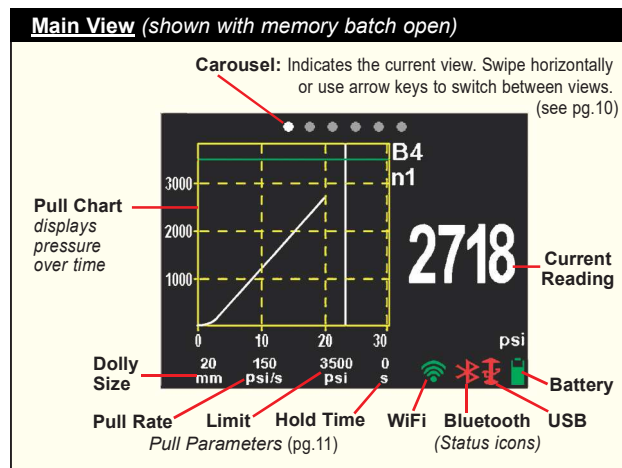 Main View (shown with memory batch open)
Carousel: Indicates the current view. Swipe horizontally
or use arrow keys to switch between views.
(see pg.10)
B4
n1
3000
2000
1000
0 10 20 30
Pull Chart
displays
pressure
over time
2718
Current
Reading
psi
Dolly
Size
20
mm
150
psi/s
3500
psi
0
s
Battery
Pull Rate Limit Hold Time WiFi Bluetooth USB
Pull Parameters (pg.11) (Status icons)